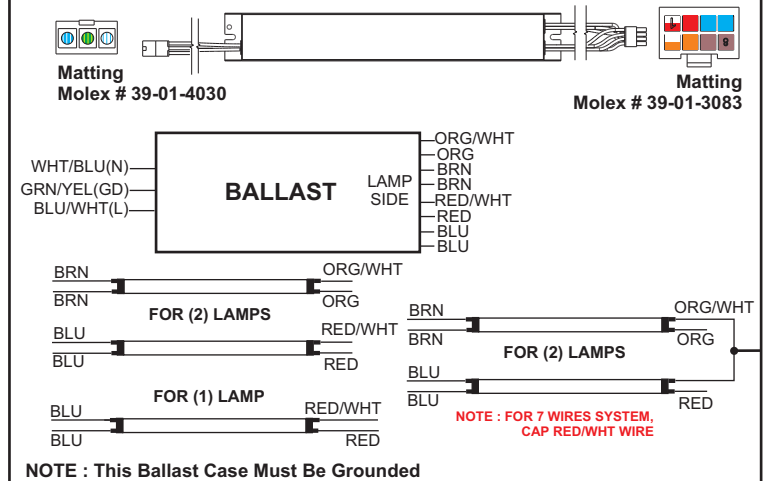 Matting
Molex # 39-01-4030
8
Matting
Molex # 39-01-3083
WHT/BLU(N)
GRN/YEL(GD)
BLU/WHT(L)
BALLAST
LAMP
SIDE
ORG/WHT
ORG
BRN
BRN
RED/WHT
RED
BLU
BLU
BRN
BRN
ORG/WHT
ORG
FOR (2) LAMPS
BLU
BLU
RED/WHT
RED
FOR (1) LAMP
BLU
BLU
RED/WHT
RED
BRN
BRN
ORG/WHT
ORG
FOR (2) LAMPS
BLU
BLU
RED
NOTE : FOR 7 WIRES SYSTEM,
CAP RED/WHT WIRE
NOTE : This Ballast Case Must Be Grounded